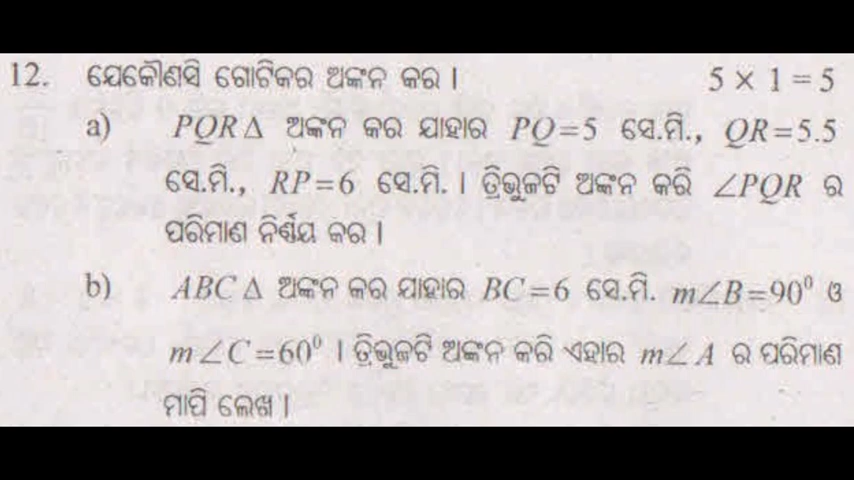 12. ଯେକୌଣସି ଗୋଟିକର ଅଙ୍କନ କର। 5 × 1 = 5
a) PQR Δ ଅଙ୍କନ କର ଯାହାର PQ = 5 ସେ.ମି., QR = 5.5
ସେ.ମି., RP = 6 ସେ.ମି.। ତ୍ରିଭୁଜଟି ଅଙ୍କନ କରି ∠PQR ର
ପରିମାଣ ନିର୍ଣ୍ଣୟ କର।
b) ABC Δ ଅଙ୍କନ କର ଯାହାର BC = 6 ସେ.ମି. m∠B = 90⁰ ଓ
m∠C = 60⁰ । ତ୍ରିଭୁଜଟି ଅଙ୍କନ କରି ଏହାର m∠A ର ପରିମାଣ
ମାପି ଲେଖ।